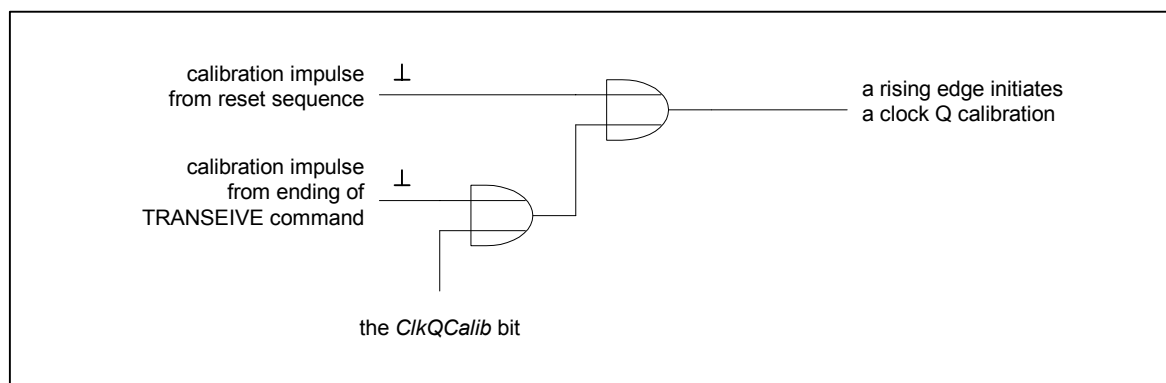 calibration impulse
from reset sequence
a rising edge initiates
a clock Q calibration
calibration impulse
from ending of
TRANSEIVE command
the ClkQCalib bit